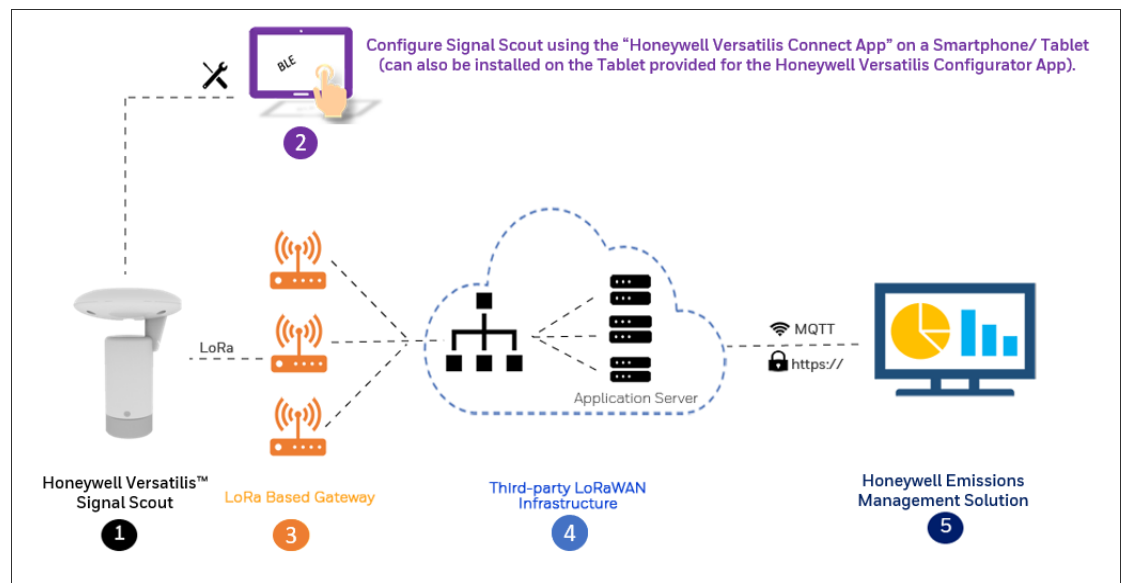 Configure Signal Scout using the “Honeywell Versatilis Connect App” on a Smartphone/ Tablet
(can also be installed on the Tablet provided for the Honeywell Versatilis Configurator App).
BLE
2
LoRa
MQTT
https://
Application Server
Honeywell Versatilis™
Signal Scout
1
LoRa Based Gateway
3
Third-party LoRaWAN
Infrastructure
4
Honeywell Emissions
Management Solution
5